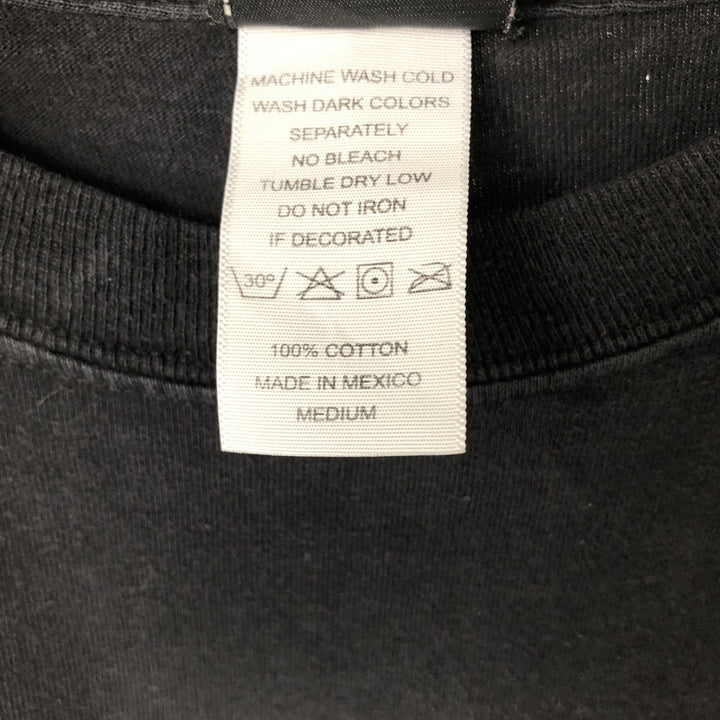 MACHINE WASH COLD
WASH DARK COLORS
SEPARATELY
NO BLEACH
TUMBLE DRY LOW
DO NOT IRON
IF DECORATED
30°
100% COTTON
MADE IN MEXICO
MEDIUM